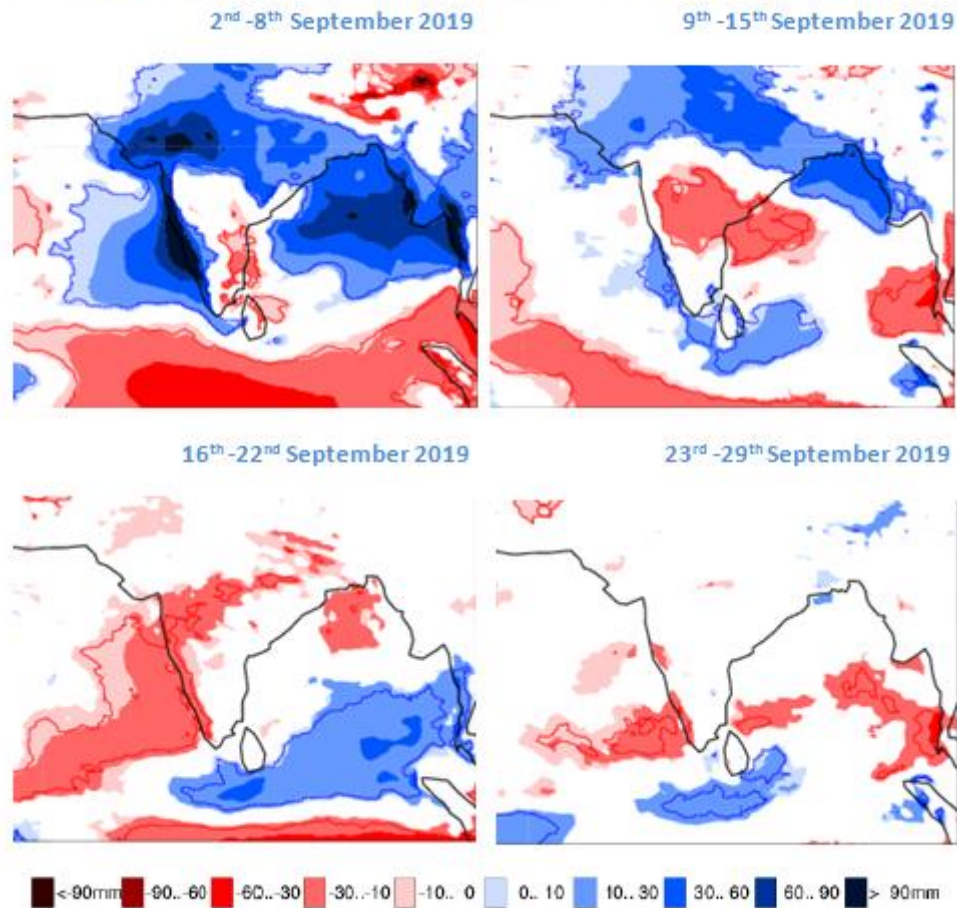 2nd -8th September 2019
9th -15th September 2019
16th -22nd September 2019
23rd -29th September 2019
<-90mm -90.. -60 -60.. -30 -30.. -10 -10.. 0 0.. 10 10.. 30 30.. 60 60.. 90 > 90mm